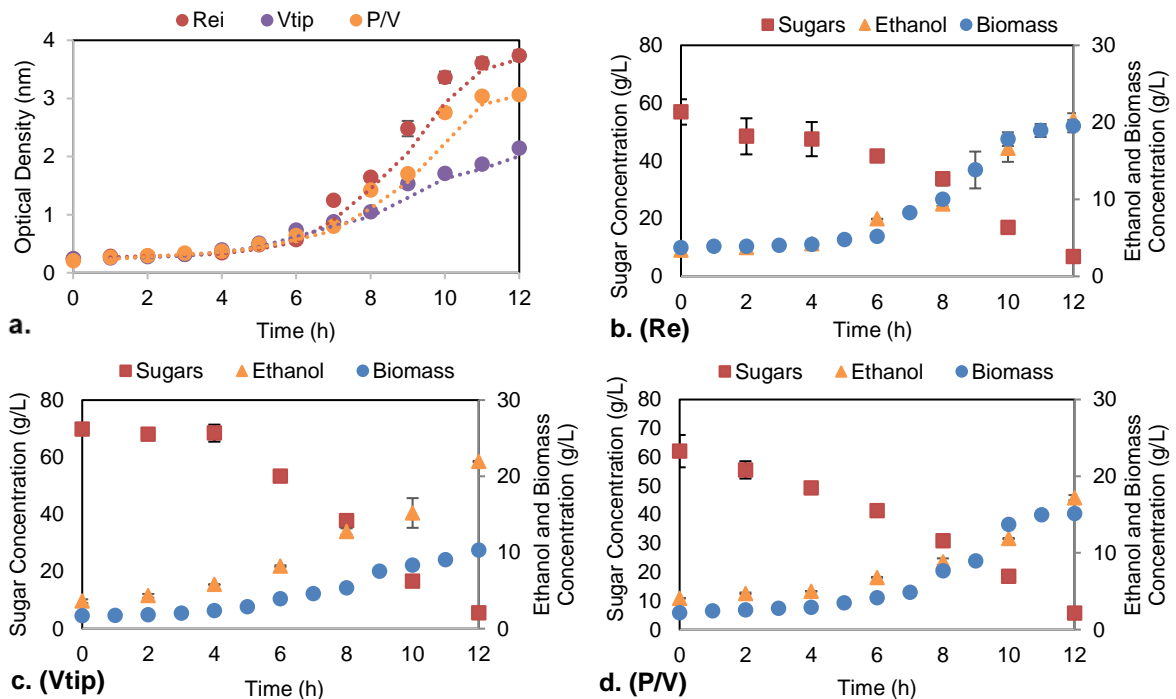 Rei Vtip P/V
4
3
2
1
0
Optical Density (nm)
0 2 4 6 8 10 12
Time (h)
a.
Sugars Ethanol Biomass
80
60
40
20
0
Sugar Concentration (g/L)
30
20
10
0
Ethanol and Biomass
Concentration (g/L)
0 2 4 6 8 10 12
Time (h)
b. (Re)
Sugars Ethanol Biomass
80
60
40
20
0
Sugar Concentration (g/L)
30
20
10
0
Ethanol and Biomass
Concentration (g/L)
0 2 4 6 8 10 12
Time (h)
c. (Vtip)
Sugars Ethanol Biomass
80
70
60
50
40
30
20
10
0
Sugar Concentration (g/L)
30
20
10
0
Ethanol and Biomass
Concentration (g/L)
0 2 4 6 8 10 12
Time (h)
d. (P/V)